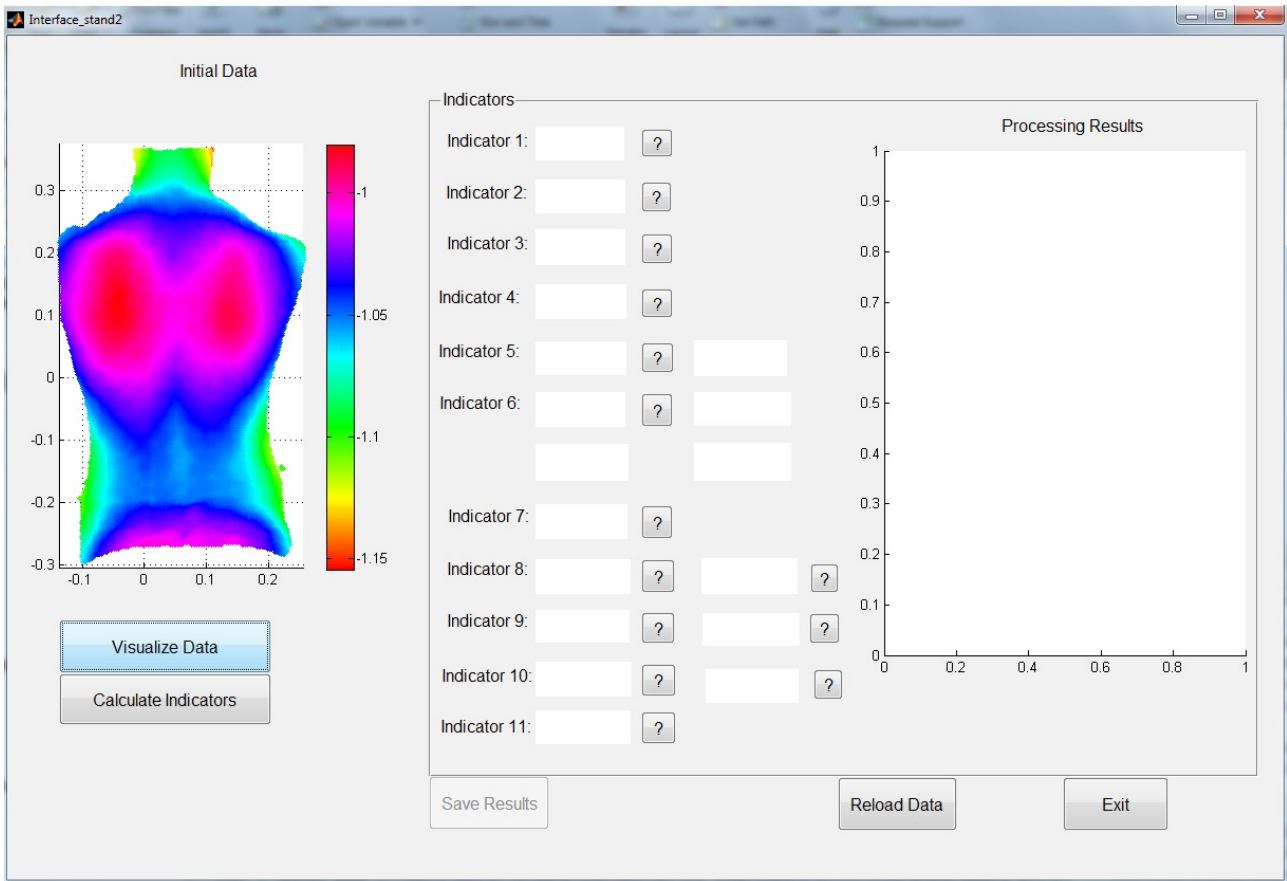 Interface_stand2
Initial Data
0.3
0.2
0.1
0
-0.1
-0.2
-0.3
-0.1 0 0.1 0.2
-1
-1.05
-1.1
-1.15
Visualize Data
Calculate Indicators
Indicators
Indicator 1: ?
Indicator 2: ?
Indicator 3: ?
Indicator 4: ?
Indicator 5: ?
Indicator 6: ?
Indicator 7: ?
Indicator 8: ? ?
Indicator 9: ? ?
Indicator 10: ? ?
Indicator 11: ?
Processing Results
1
0.9
0.8
0.7
0.6
0.5
0.4
0.3
0.2
0.1
0
0 0.2 0.4 0.6 0.8 1
Save Results
Reload Data
Exit